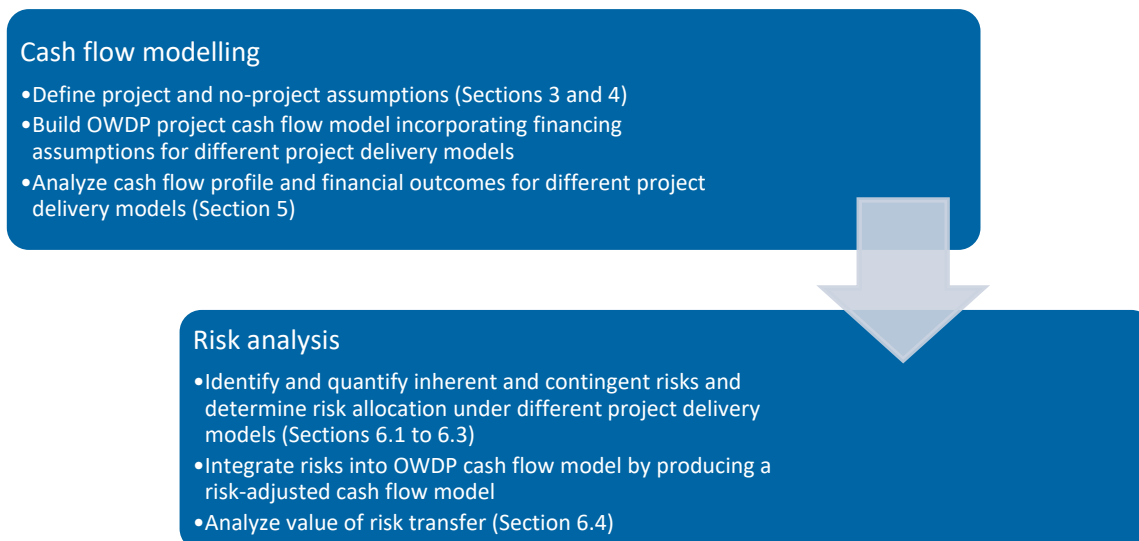 Cash flow modelling
•Define project and no-project assumptions (Sections 3 and 4)
•Build OWDP project cash flow model incorporating financing
assumptions for different project delivery models
•Analyze cash flow profile and financial outcomes for different project
delivery models (Section 5)
Risk analysis
•Identify and quantify inherent and contingent risks and
determine risk allocation under different project delivery
models (Sections 6.1 to 6.3)
•Integrate risks into OWDP cash flow model by producing a
risk-adjusted cash flow model
•Analyze value of risk transfer (Section 6.4)